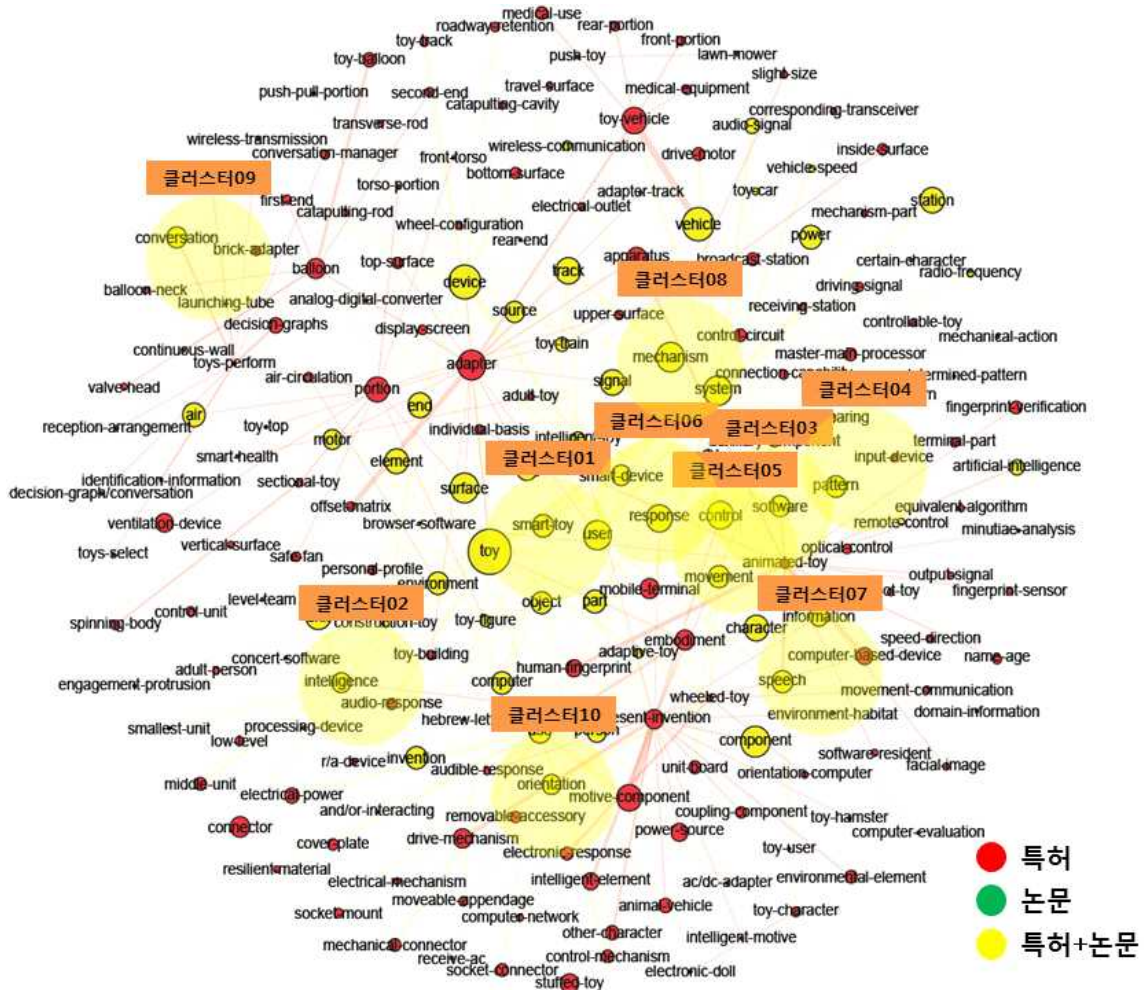 medical-use
roadway-retention
rear-portion
toy-track
front-portion
toy-balloon
push-toy
lawn-mower
slight-size
push-pull-portion
second-end
travel-surface
medical-equipment
catapulting-cavity
corresponding-transceiver
transverse-rod
toy-vehicle
audio-signal
wireless-transmission
wireless-communication
inside-surface
conversation-manager
front-torso
drive-motor
vehicle-speed
bottom-surface
클러스터09
torso-portion
adapter-track
toy-car
station
first-end
catapulting-rod
electrical-outlet
mechanism-part
vehicle
conversation
wheel-configuration
power
brick-adapter
rear-end
apparatus
broadcast-station
certain-character
balloon
top-surface
device
track
클러스터08
radio-frequency
balloon-neck
driving-signal
launching-tube
analog-digital-converter
source
receiving-station
decision-graphs
display-screen
upper-surface
control-circuit
controllable-toy
continuous-wall
toy-train
mechanism
mechanical-action
toys-perform
adapter
master-main-processor
valve-head
air-circulation
portion
signal
system
connection-capability
클러스터04
adult-toy
air
end
클러스터06
클러스터03
fingerprint-verification
reception-arrangement
toy-top
motor
individual-basis
terminal-part
smart-health
element
클러스터01
클러스터05
input-device
artificial-intelligence
identification-information
sectional-toy
surface
smart-device
pattern
decision-graph/conversation
offset-matrix
response
control
software
equivalent-algorithm
ventilation-device
browser-software
smart-toy
user
remote-control
minutiae-analysis
toys-select
vertical-surface
toy
optical-control
safe-fan
animated-toy
personal-profile
environment
movement
output-signal
level-team
mobile-terminal
클러스터07
fingerprint-sensor
control-unit
클러스터02
object
part
spinning-body
construction-toy
toy-figure
information
speed-direction
embodiment
character
concert-software
toy-building
adaptive-toy
computer-based-device
name-age
adult-person
human-fingerprint
engagement-protrusion
intelligence
computer
speech
movement-communication
audio-response
wheeled-toy
smallest-unit
processing-device
클러스터10
environment-habitat
domain-information
low-level
component
r/a-device
invention
software-resident
audible-response
unit-board
orientation-computer
facial-image
middle-unit
orientation
electrical-power
motive-component
and/or-interacting
removable-accessory
coupling-component
toy-hamster
connector
drive-mechanism
power-source
computer-evaluation
cover-plate
electronic-response
toy-user
resilient-material
electrical-mechanism
intelligent-element
ac/dc-adapter
environmental-element
moveable-appendage
animal-vehicle
socket-mount
computer-network
toy-character
other-character
intelligent-motive
mechanical-connector
receive-ac
control-mechanism
socket-connector
electronic-doll
stuffed-toy
특허
논문
특허+논문